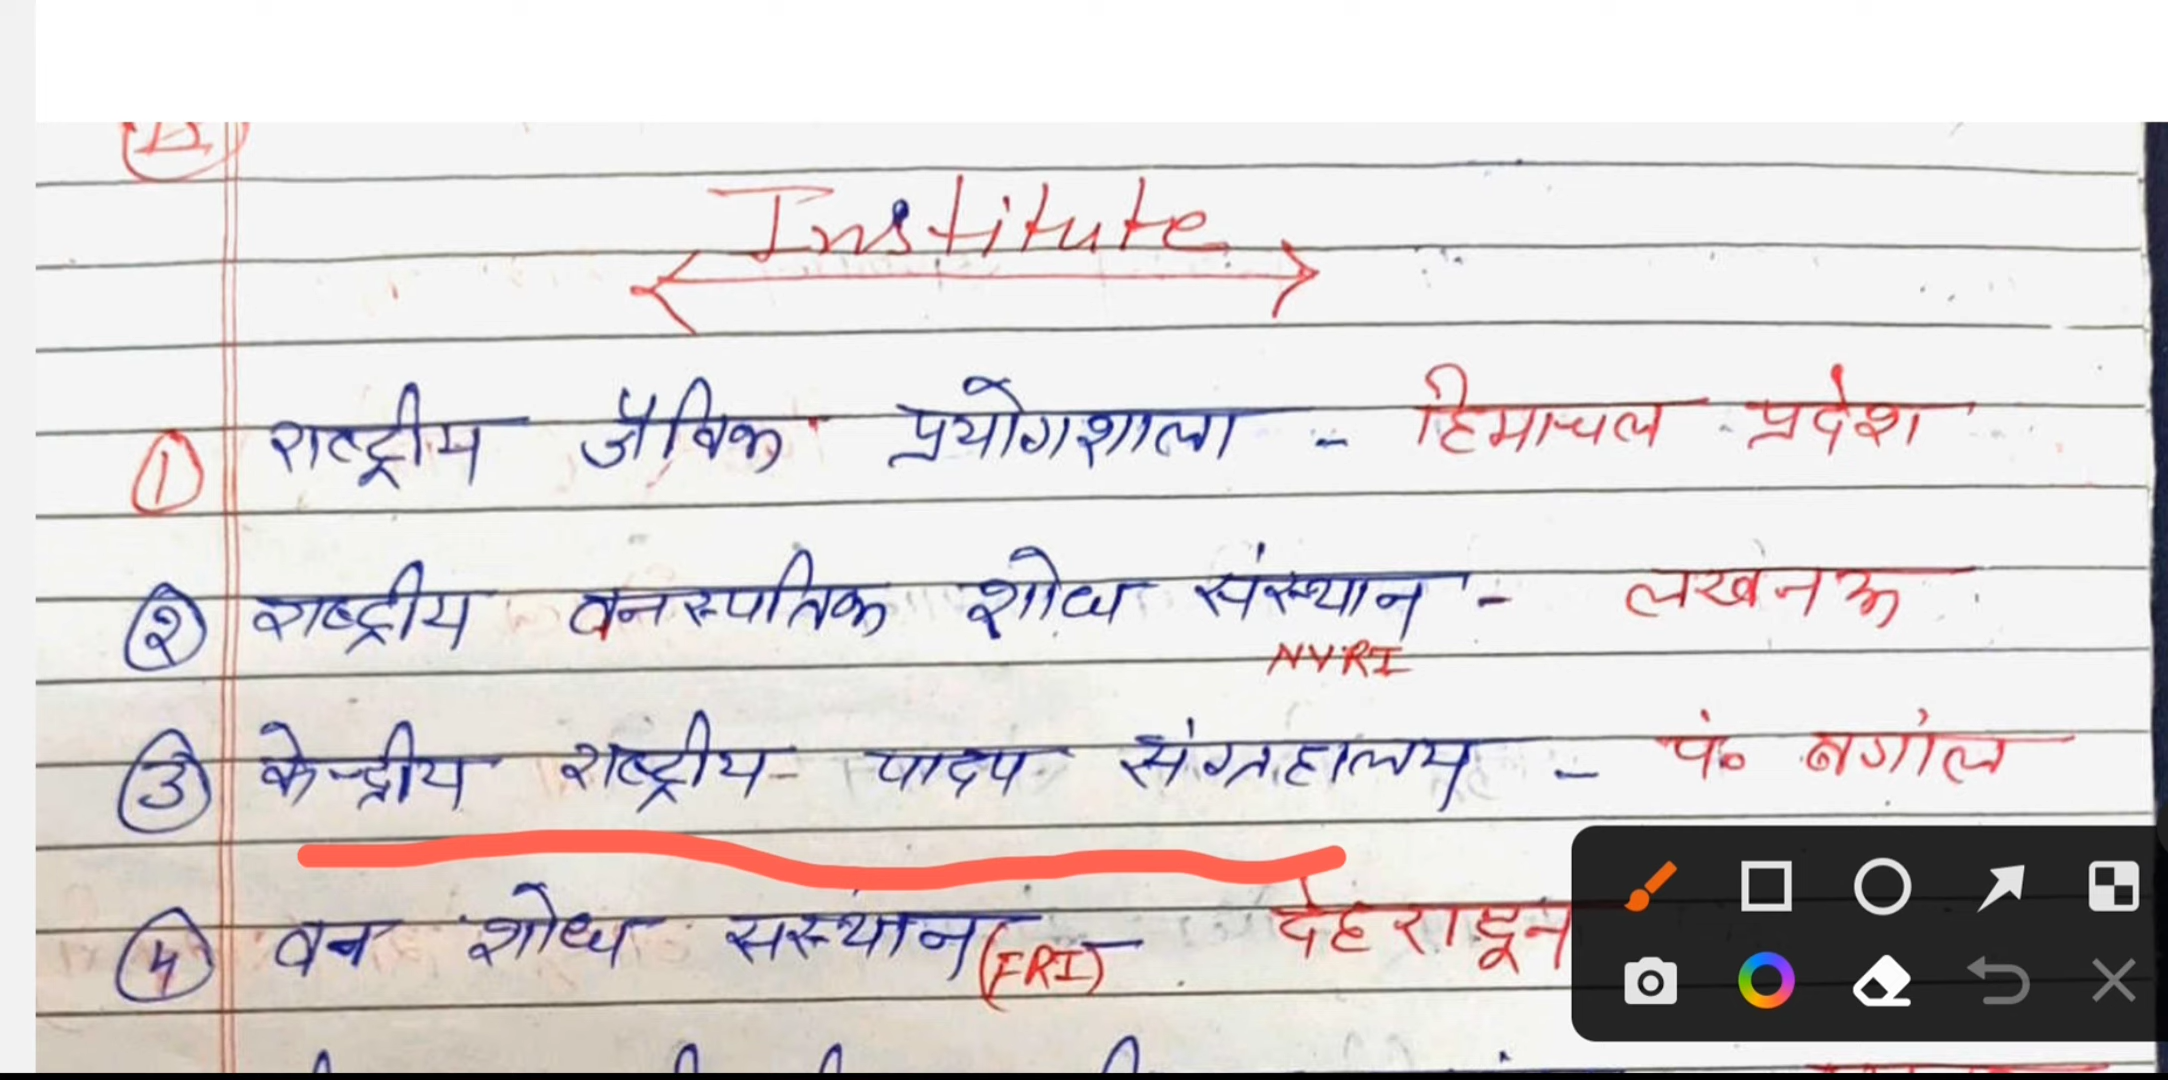 Institute
① राष्ट्रीय जैविक प्रयोगशाला - हिमाचल प्रदेश
② राष्ट्रीय वनस्पतिक शोध संस्थान - लखनऊ
NVRI
③ केन्द्रीय राष्ट्रीय पादप संग्रहालय - पं० बगांल
④ वन शोध संस्थान (FRI) - देहरादून